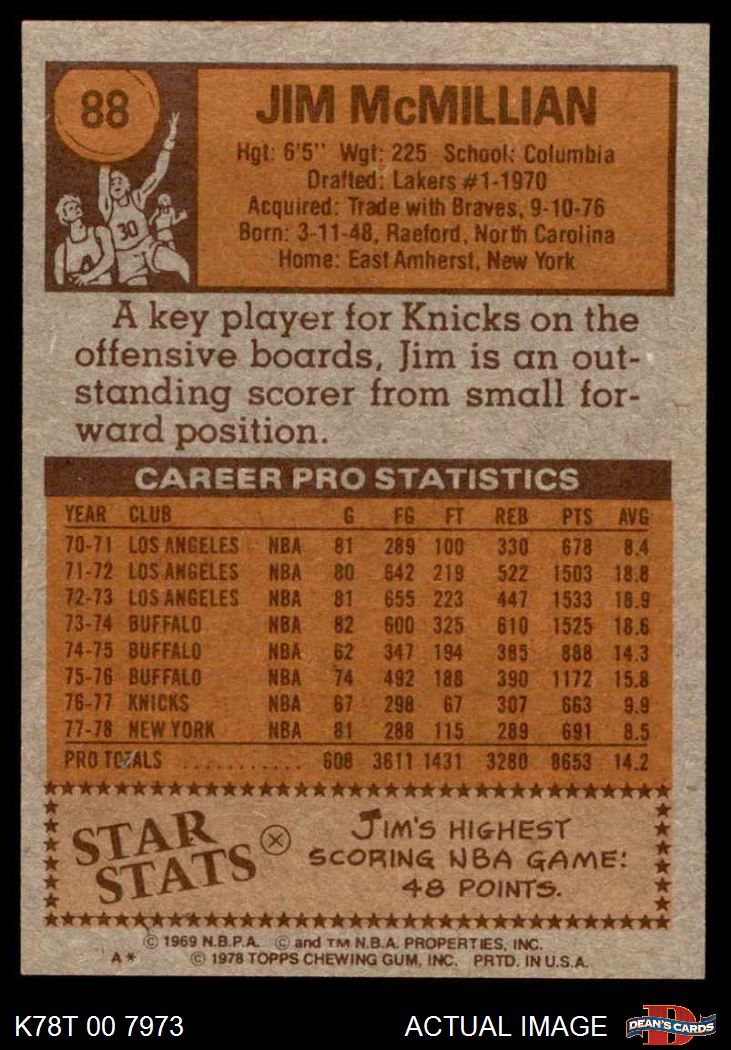 88
30
JIM McMILLIAN
Hgt: 6'5" Wgt: 225 School: Columbia
Drafted: Lakers #1-1970
Acquired: Trade with Braves, 9-10-76
Born: 3-11-48, Raeford, North Carolina
Home: East Amherst, New York
A key player for Knicks on the
offensive boards, Jim is an out-
standing scorer from small for-
ward position.
CAREER PRO STATISTICS
YEAR CLUB G FG FT REB PTS AVG
70-71 LOS ANGELES NBA 81 289 100 330 678 8.4
71-72 LOS ANGELES NBA 80 642 219 522 1503 18.8
72-73 LOS ANGELES NBA 81 655 223 447 1533 18.9
73-74 BUFFALO NBA 82 600 325 610 1525 18.6
74-75 BUFFALO NBA 62 347 194 385 888 14.3
75-76 BUFFALO NBA 74 492 188 390 1172 15.8
76-77 KNICKS NBA 67 298 67 307 663 9.9
77-78 NEW YORK NBA 81 288 115 289 691 8.5
PRO TOTALS ........... 608 3611 1431 3280 8653 14.2
STAR
STATS
JIM'S HIGHEST
SCORING NBA GAME:
48 POINTS.
© 1969 N.B.P.A. © and TM N.B.A. PROPERTIES, INC.
A* © 1978 TOPPS CHEWING GUM, INC. PRTD. IN U.S.A.
K78T 00 7973 ACTUAL IMAGE
D
DEAN'S CARDS